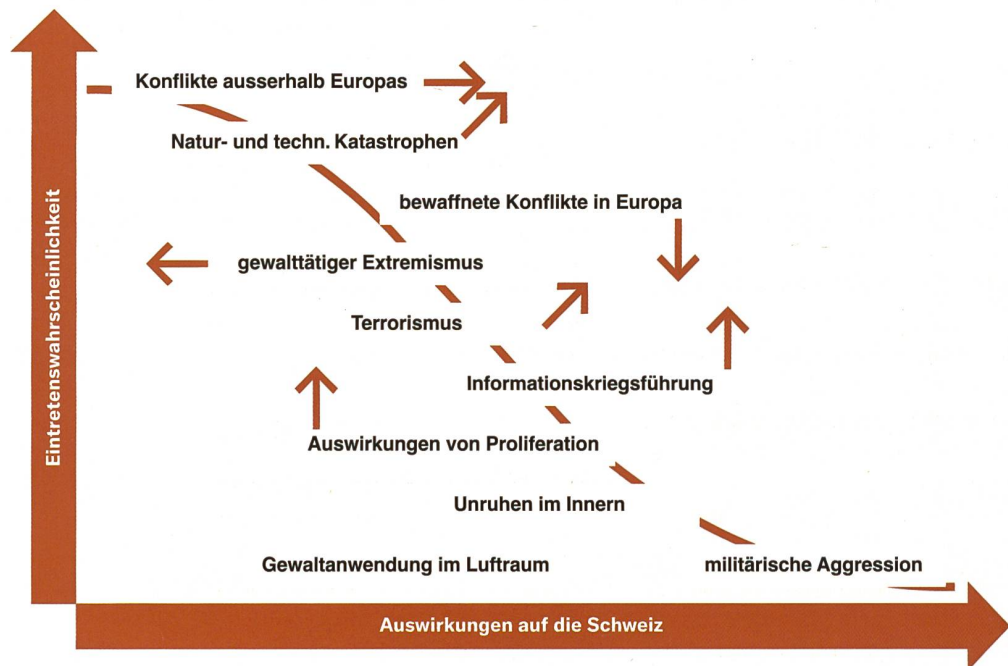 Konflikte ausserhalb Europas
Natur- und techn. Katastrophen
bewaffnete Konflikte in Europa
gewalttätiger Extremismus
Terrorismus
Informationskriegsführung
Auswirkungen von Proliferation
Unruhen im Innern
Gewaltanwendung im Luftraum
militärische Aggression
Eintretenswahrscheinlichkeit
Auswirkungen auf die Schweiz